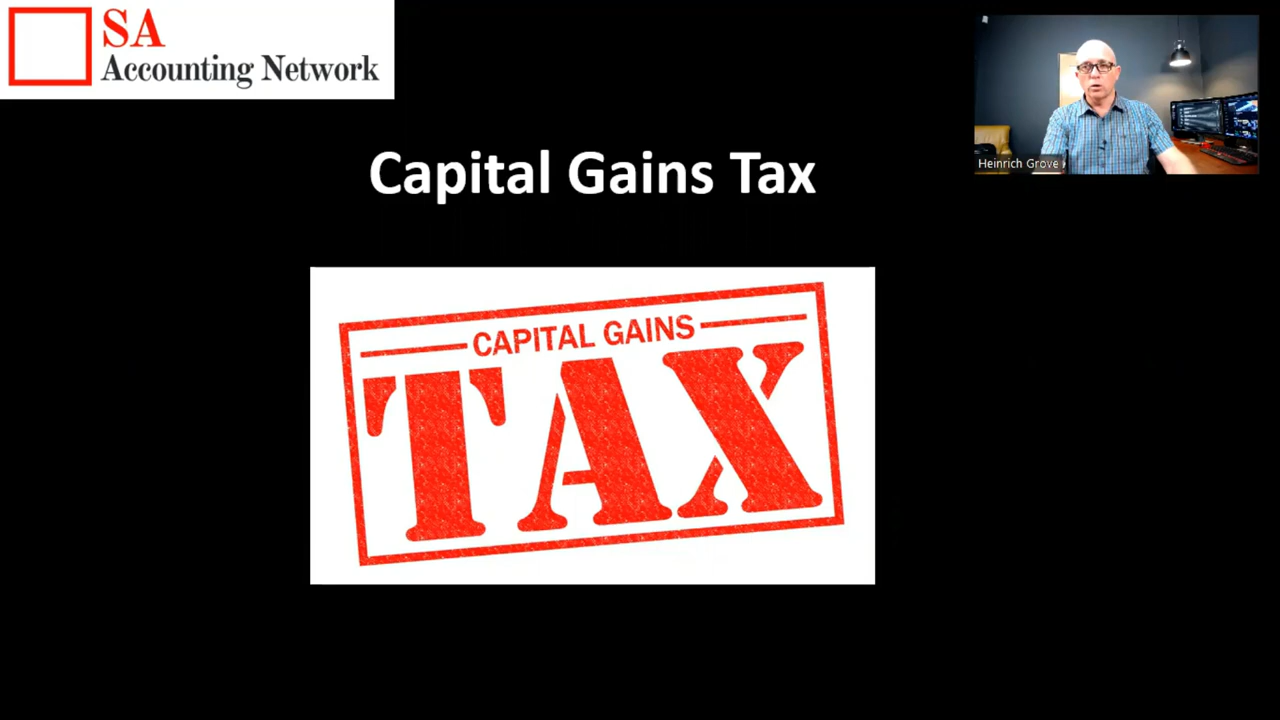 SA
Accounting Network
Heinrich Grove
Capital Gains Tax
CAPITAL GAINS
TAX